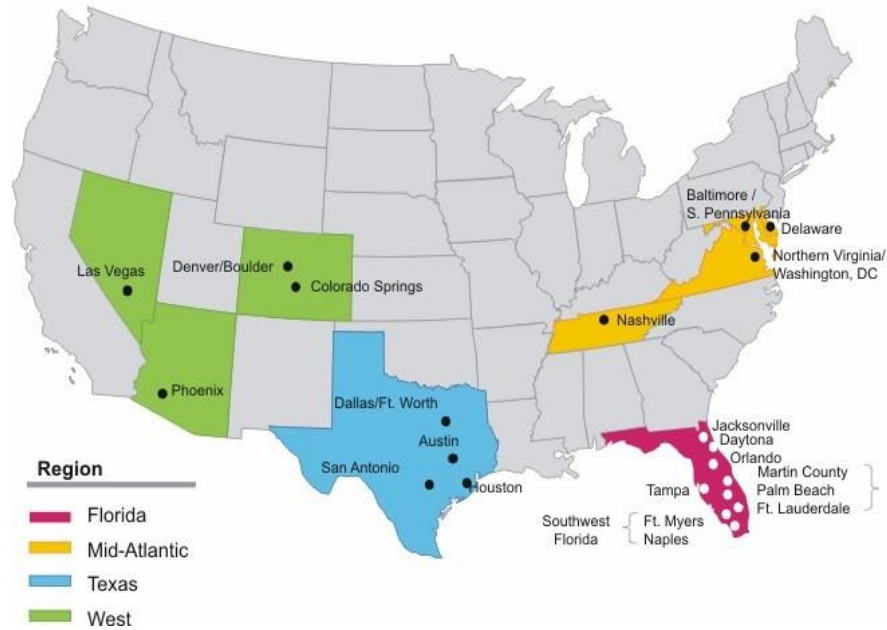 Baltimore /
S. Pennsylvania
Delaware
Northern Virginia/
Washington, DC
Las Vegas
Denver/Boulder
Colorado Springs
Nashville
Phoenix
Dallas/Ft. Worth
Austin
San Antonio
Houston
Jacksonville
Daytona
Orlando
Martin County
Tampa
Palm Beach
Ft. Lauderdale
Southwest
Florida
Ft. Myers
Naples
Region
Florida
Mid-Atlantic
Texas
West